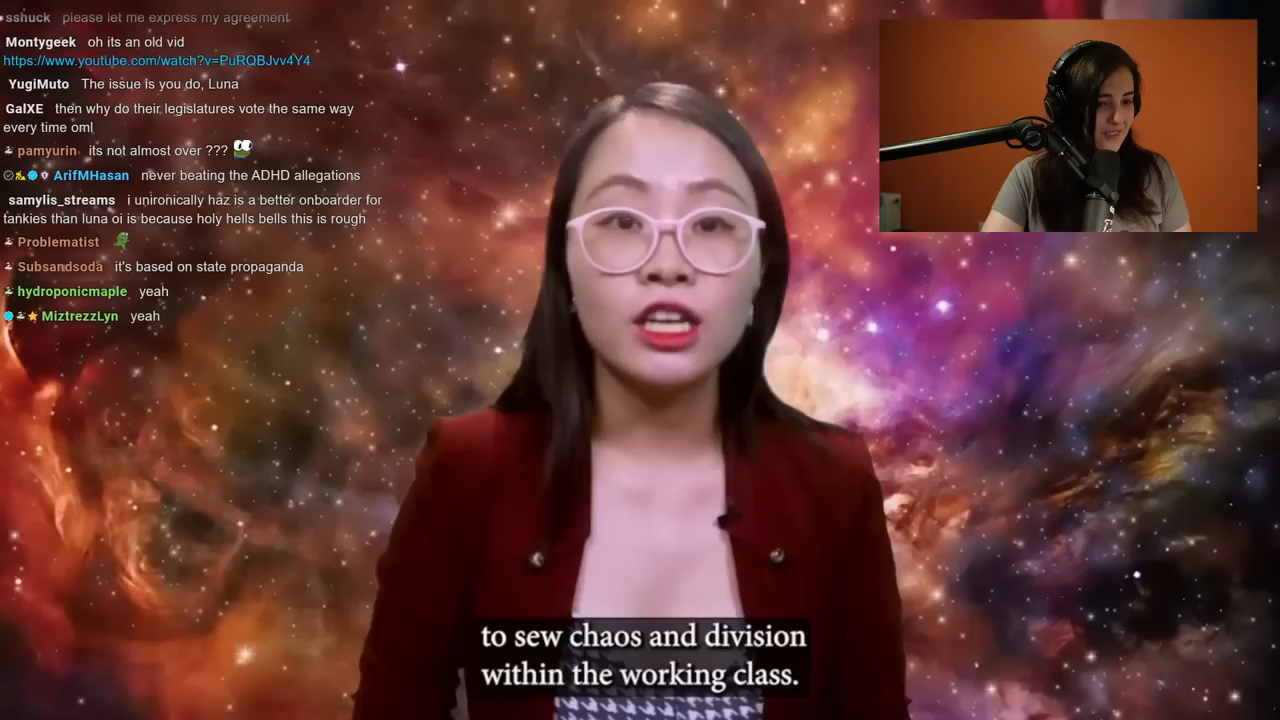 sshuck please let me express my agreement
Montygeek oh its an old vid
https://www.youtube.com/watch?v=PuRQBJvv4Y4
YugiMuto The issue is you do, Luna
GalXE then why do their legislatures vote the same way
every time oml
pamyurin its not almost over ???
ArifMHasan never beating the ADHD allegations
samylis_streams i unironically haz is a better onboarder for
tankies than luna oi is because holy hells bells this is rough
Problematist
Subsandsoda it's based on state propaganda
hydroponicmaple yeah
MiztrezzLyn yeah
to sew chaos and division
within the working class.